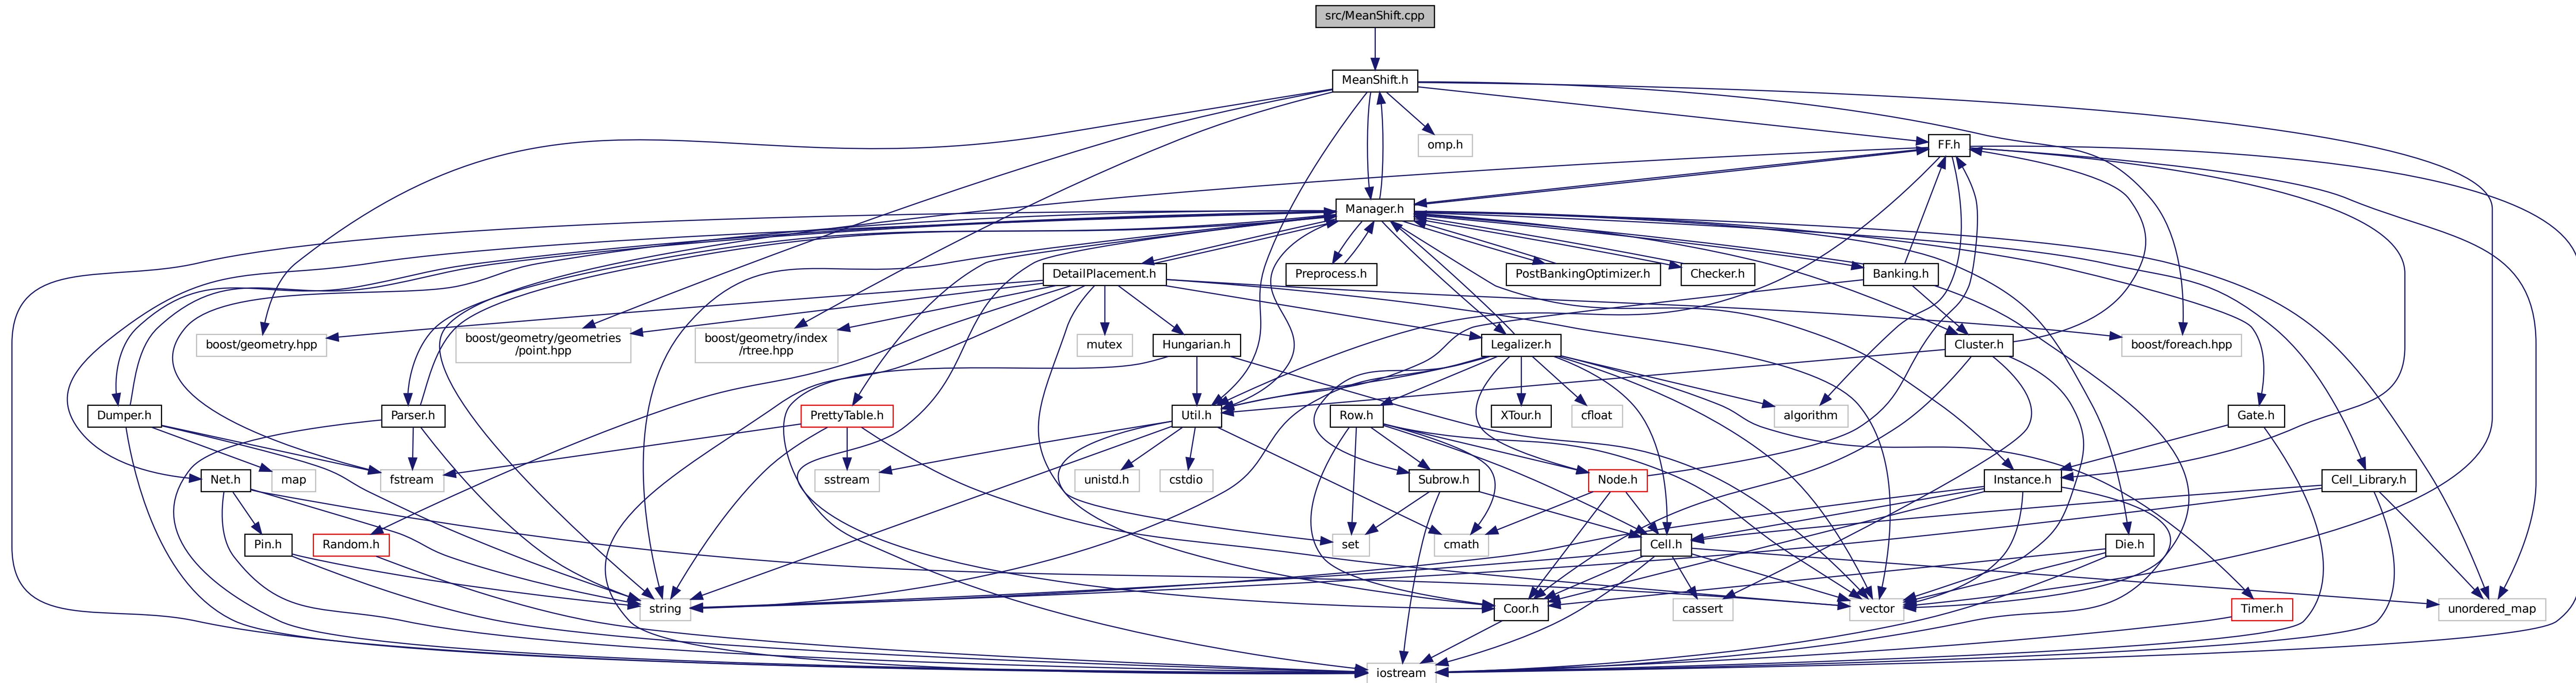 src/MeanShift.cpp
MeanShift.h
omp.h
FF.h
Manager.h
DetailPlacement.h
Preprocess.h
PostBankingOptimizer.h
Checker.h
Banking.h
boost/geometry.hpp
boost/geometry/geometries
/point.hpp
boost/geometry/index
/rtree.hpp
mutex
Hungarian.h
Legalizer.h
Cluster.h
boost/foreach.hpp
Dumper.h
Parser.h
PrettyTable.h
Util.h
Row.h
XTour.h
cfloat
algorithm
Gate.h
Net.h
map
fstream
sstream
unistd.h
cstdio
Subrow.h
Node.h
Instance.h
Cell_Library.h
Pin.h
Random.h
set
cmath
Cell.h
Die.h
string
Coor.h
cassert
vector
Timer.h
unordered_map
iostream